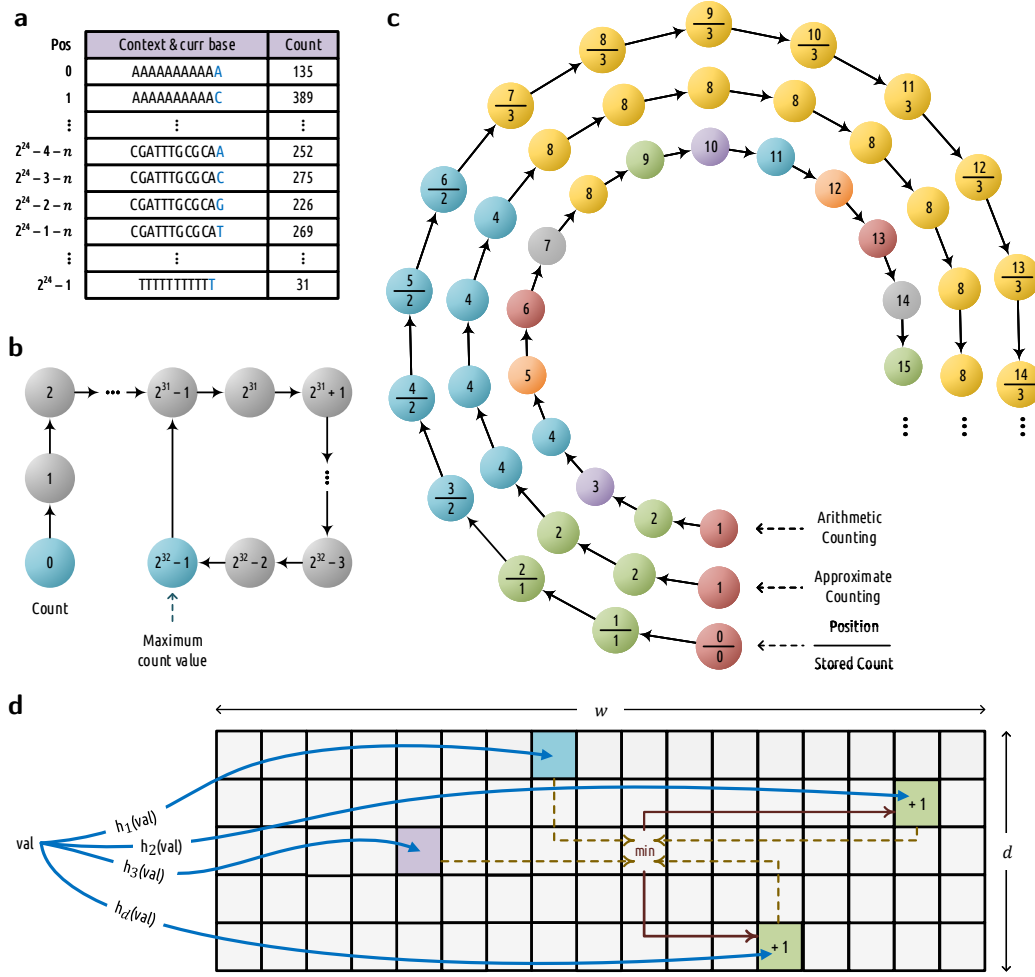 a
Pos Context & curr base Count
0 AAAAAAAAAAA 135
1 AAAAAAAAAAC 389
⋮ ⋮ ⋮
2²⁴ − 4 − n CGATTTGCGCAA 252
2²⁴ − 3 − n CGATTTGCGCAC 275
2²⁴ − 2 − n CGATTTGCGCAG 226
2²⁴ − 1 − n CGATTTGCGCAT 269
⋮ ⋮ ⋮
2²⁴ − 1 TTTTTTTTTTT 31
b
2 ... 2³¹ − 1 2³¹ 2³¹ + 1
1 ⋮
0 2³² − 1 2³² − 2 2³² − 3
Count
Maximum
count value
c
1 2 3 4 5 6 7 8 9 10 11 12 13 14 15 ⋮
Arithmetic
Counting
1 2 2 4 4 4 4 4 8 8 8 8 8 8 8 8 ⋮
Approximate
Counting
0/0 1/1 2/1 3/2 4/2 5/2 6/2 7/3 8/3 9/3 10/3 11/3 12/3 13/3 14/3 ⋮
Position
Stored Count
d
w
d
val
h₁(val)
h₂(val)
h₃(val)
h_d(val)
+ 1
min
+ 1